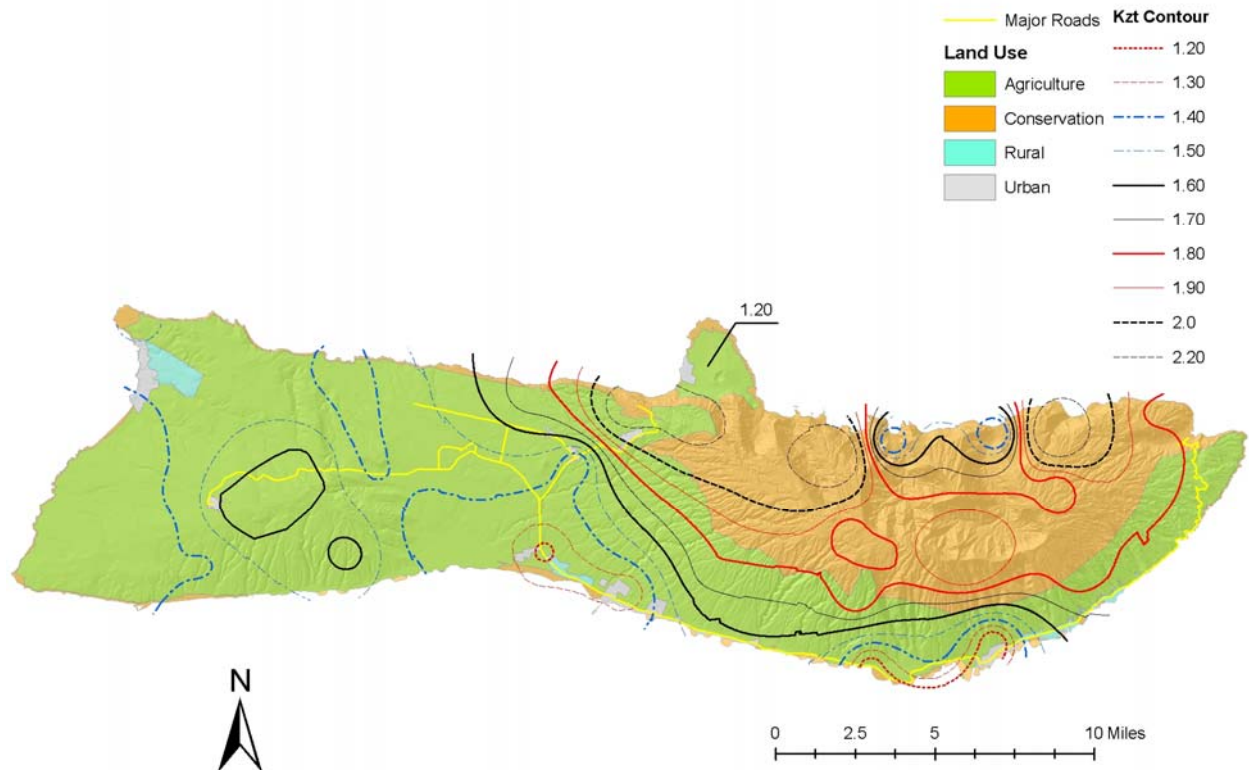 Major Roads
Land Use
Agriculture
Conservation
Rural
Urban
Kzt Contour
1.20
1.30
1.40
1.50
1.60
1.70
1.80
1.90
2.0
2.20
1.20
N
0 2.5 5 10 Miles